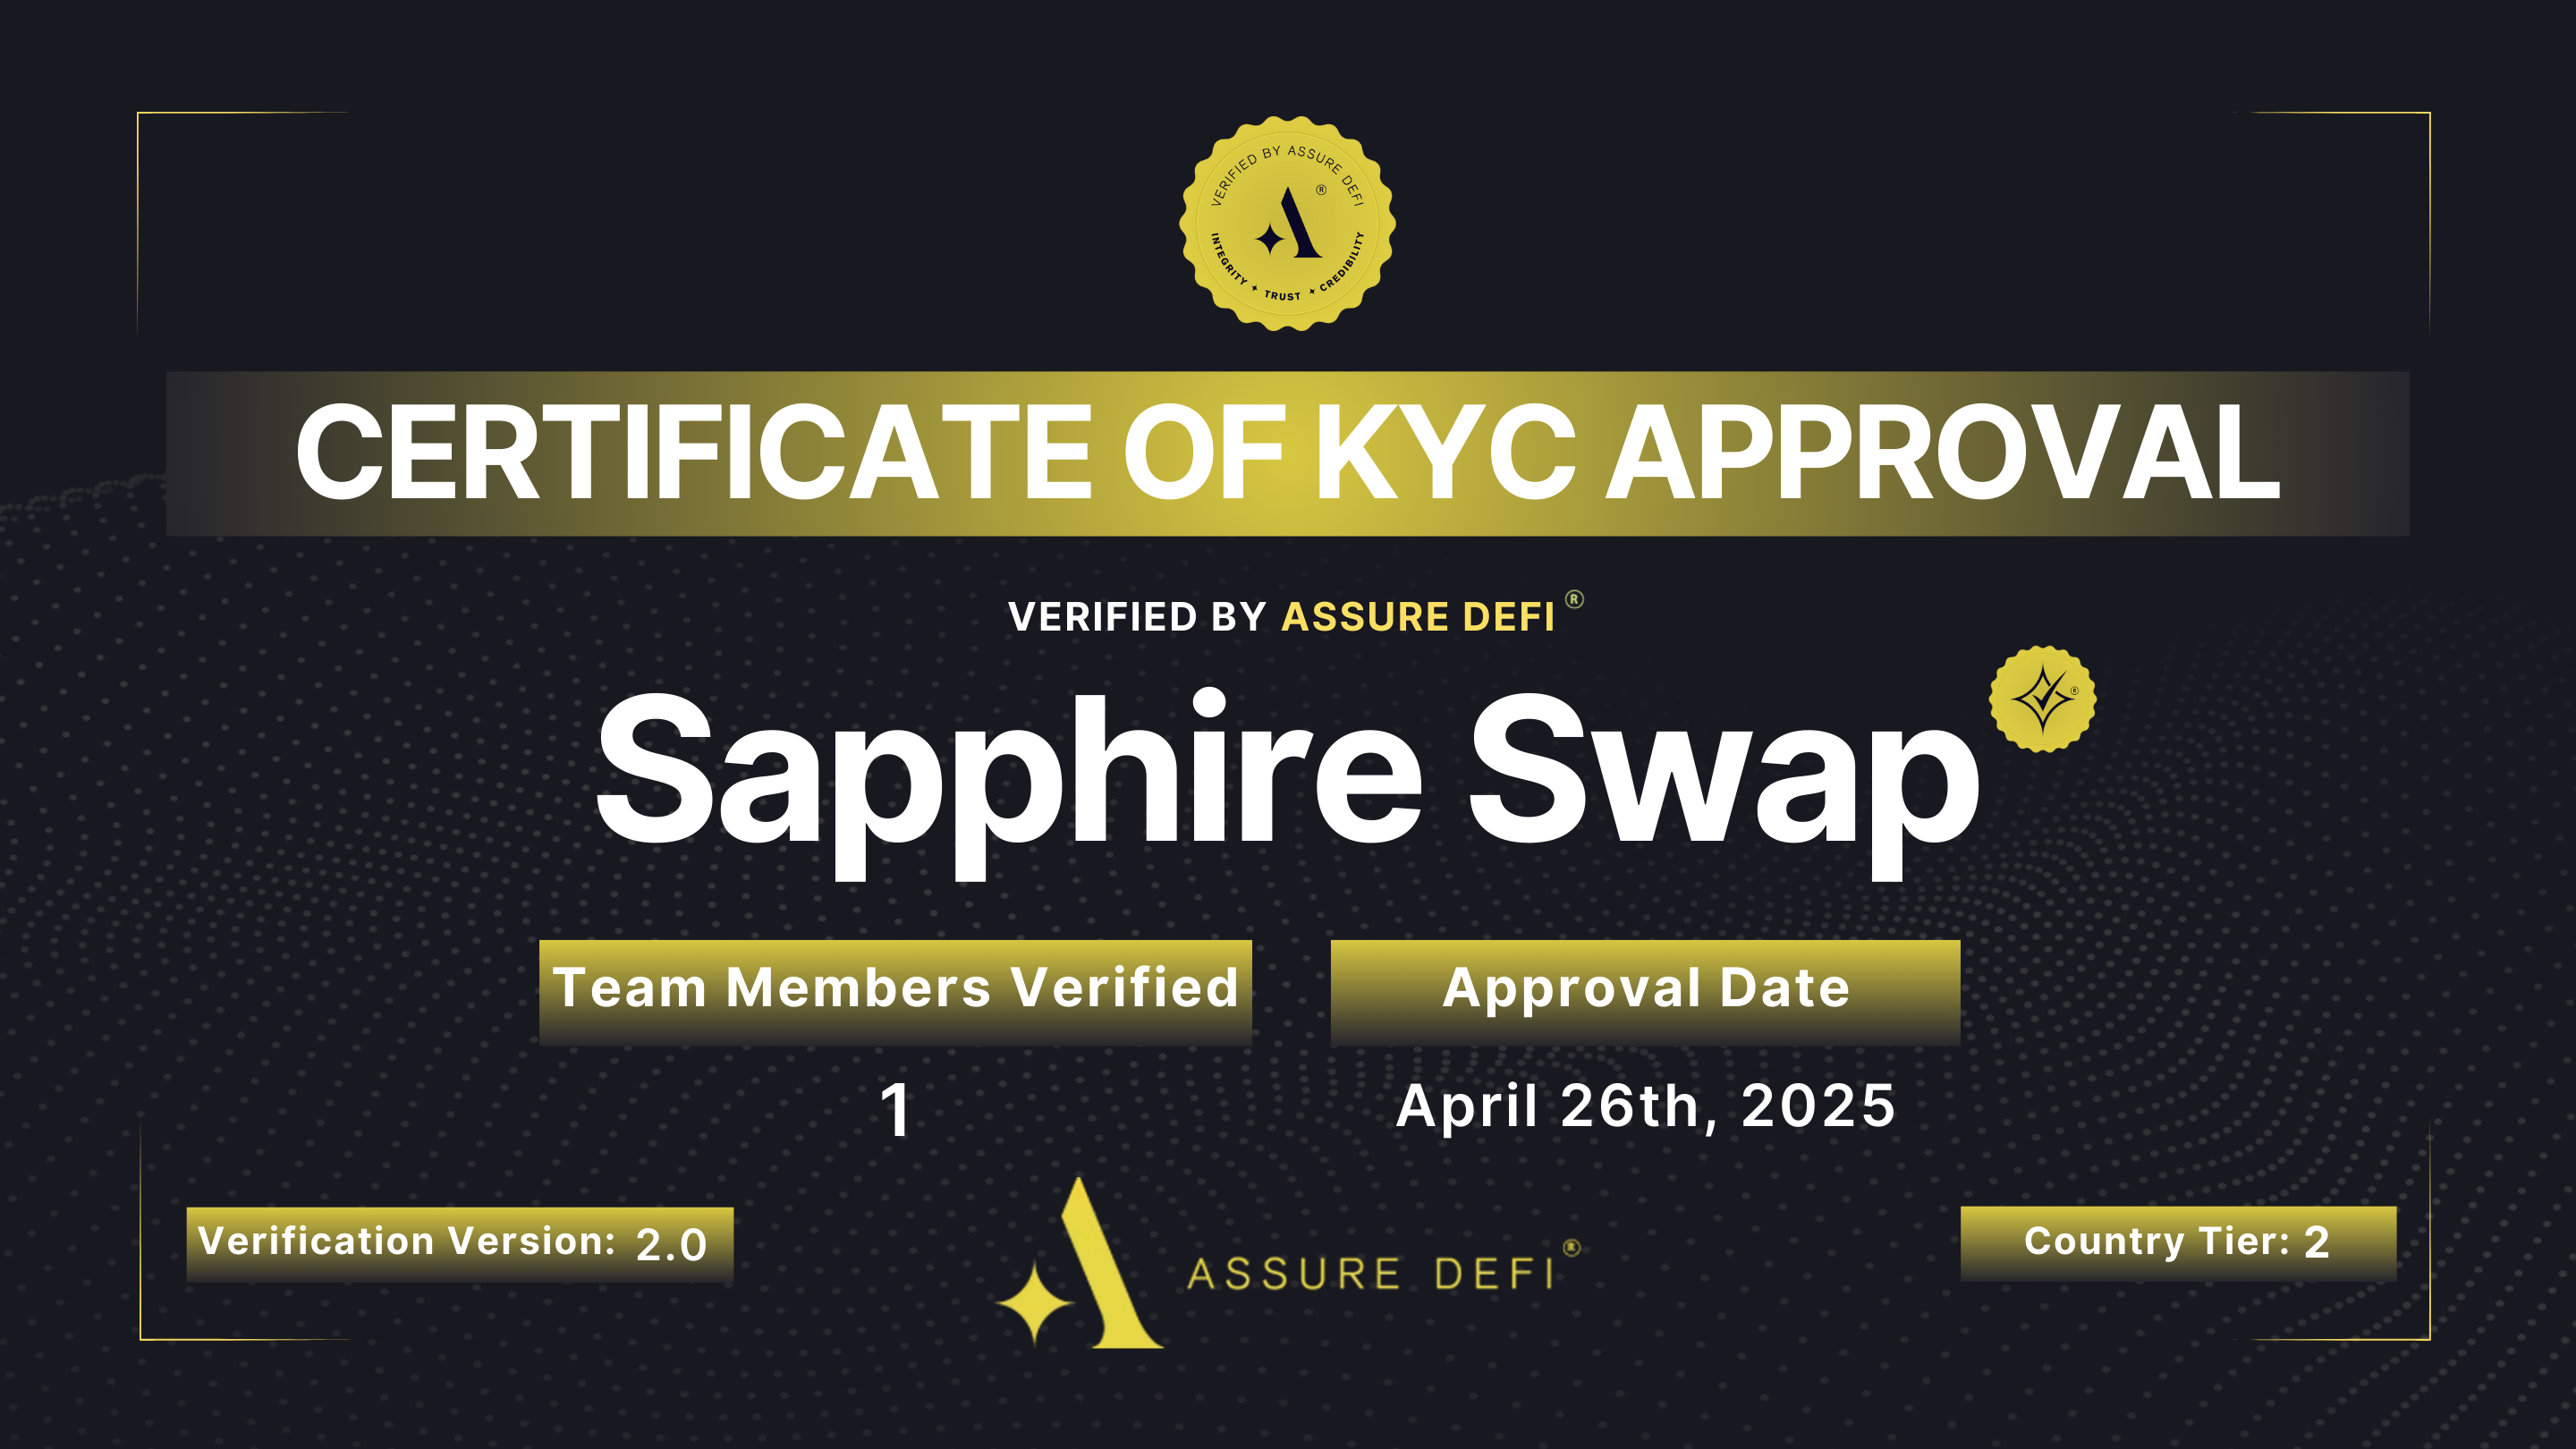 VERIFIED BY ASSURE DEFI
®
INTEGRITY ✦ TRUST ✦ CREDIBILITY
CERTIFICATE OF KYC APPROVAL
VERIFIED BY ASSURE DEFI ®
Sapphire Swap
®
Team Members Verified
Approval Date
1
April 26th, 2025
Verification Version: 2.0
ASSURE DEFI ®
Country Tier: 2